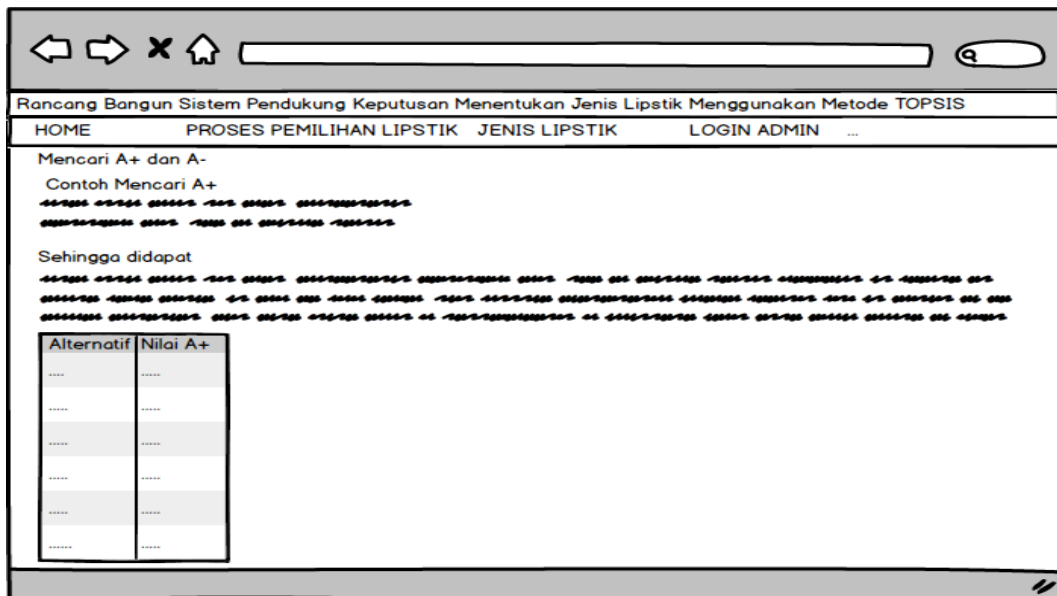 Rancang Bangun Sistem Pendukung Keputusan Menentukan Jenis Lipstik Menggunakan Metode TOPSIS
HOME PROSES PEMILIHAN LIPSTIK JENIS LIPSTIK LOGIN ADMIN ...
Mencari A+ dan A-
Contoh Mencari A+
Sehingga didapat
Alternatif Nilai A+
.... .....
..... .....
..... .....
..... .....
..... .....
...... .....